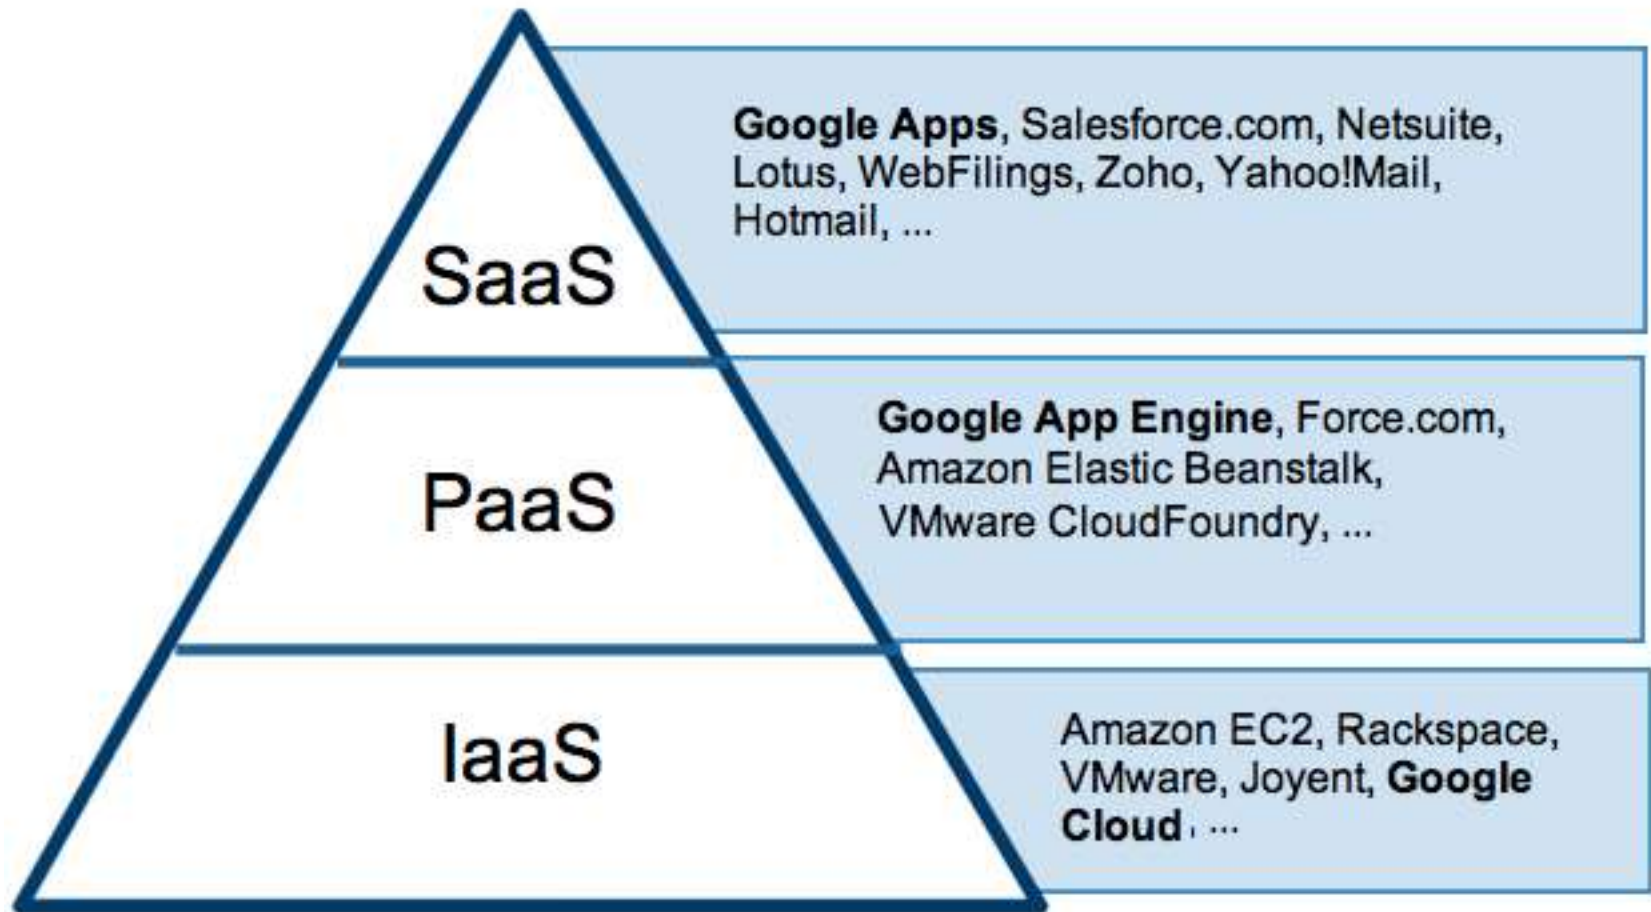 SaaS
Google Apps, Salesforce.com, Netsuite,
Lotus, WebFilings, Zoho, Yahoo!Mail,
Hotmail, ...
PaaS
Google App Engine, Force.com,
Amazon Elastic Beanstalk,
VMware CloudFoundry, ...
IaaS
Amazon EC2, Rackspace,
VMware, Joyent, Google
Cloud, ...